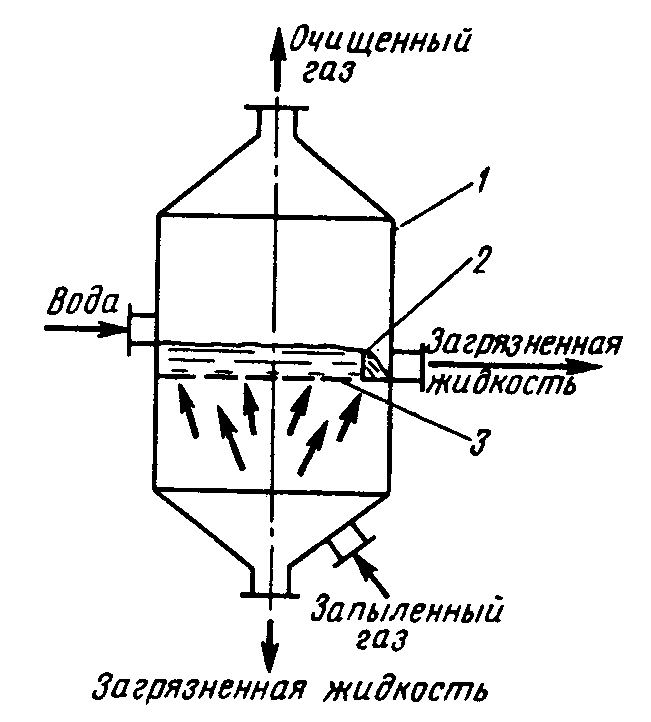 Очищенный
газ
1
2
Вода
Загрязненная
жидкость
3
Запыленный
газ
Загрязненная жидкость